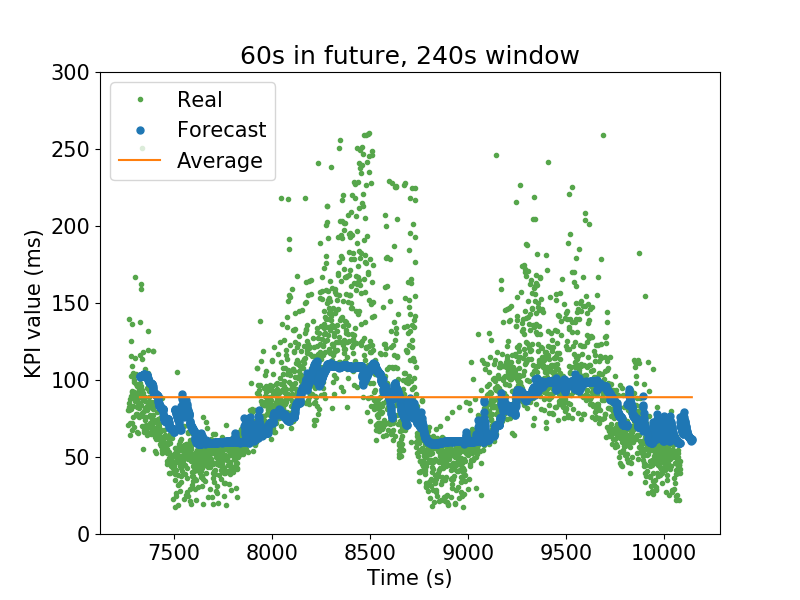 60s in future, 240s window
Real
Forecast
Average
KPI value (ms)
300
250
200
150
100
50
0
7500 8000 8500 9000 9500 10000
Time (s)